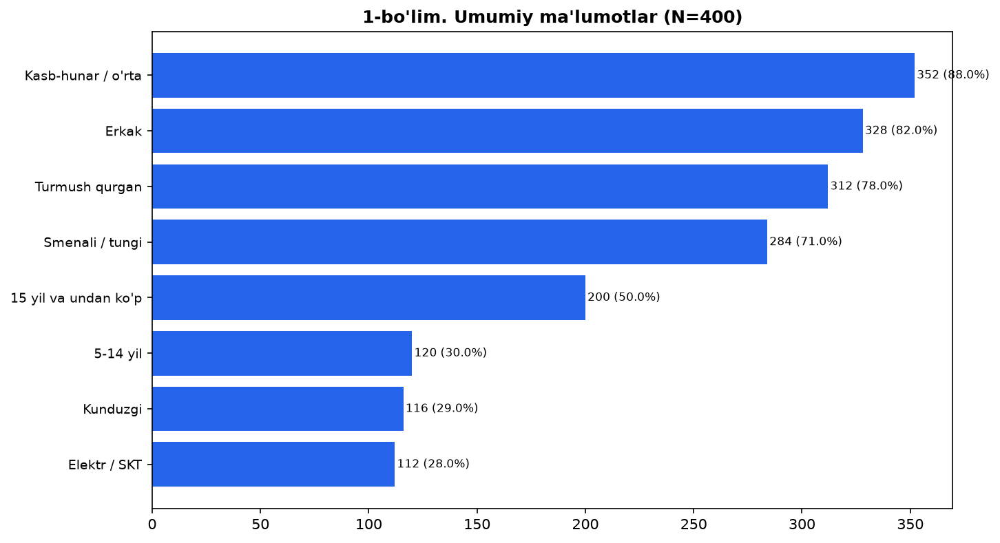 1-bo'lim. Umumiy ma'lumotlar (N=400)
Kasb-hunar / o'rta 352 (88.0%)
Erkak 328 (82.0%)
Turmush qurgan 312 (78.0%)
Smenali / tungi 284 (71.0%)
15 yil va undan ko'p 200 (50.0%)
5-14 yil 120 (30.0%)
Kunduzgi 116 (29.0%)
Elektr / SKT 112 (28.0%)
0 50 100 150 200 250 300 350